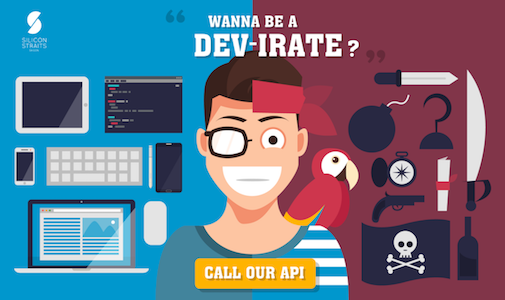 SILICON
STRAITS
“ WANNA BE A
DEV-IRATE? ”
CALL OUR API